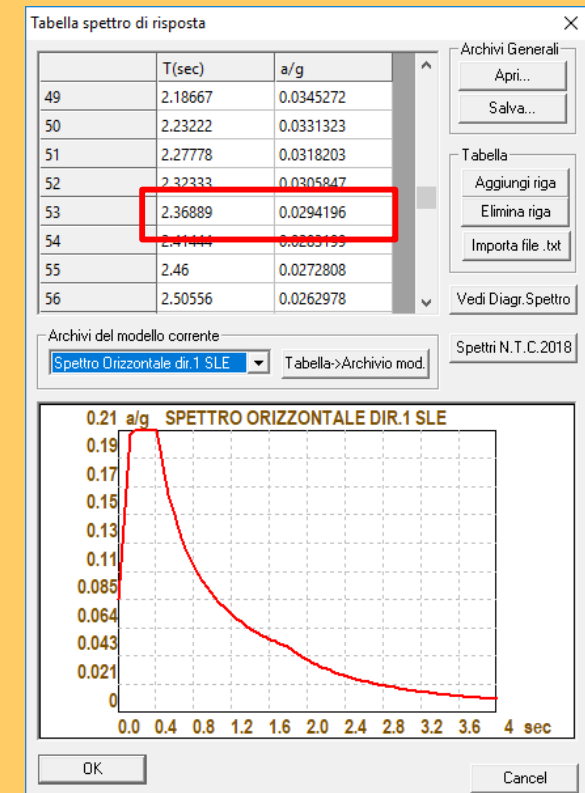 Tabella spettro di risposta
T(sec) a/g
49 2.18667 0.0345272
50 2.23222 0.0331323
51 2.27778 0.0318203
52 2.32333 0.0305847
53 2.36889 0.0294196
54 2.41444
55 2.46 0.0272808
56 2.50556 0.0262978
Archivi Generali
Apri...
Salva...
Tabella
Aggiungi riga
Elimina riga
Importa file .txt
Vedi Diagr.Spettro
Spettri N.T.C.2018
Archivi del modello corrente
Spettro Orizzontale dir.1 SLE
Tabella->Archivio mod.
0.21 a/g SPETTRO ORIZZONTALE DIR.1 SLE
0.19
0.17
0.15
0.13
0.11
0.085
0.064
0.043
0.021
0
0.0 0.4 0.8 1.2 1.6 2.0 2.4 2.8 3.2 3.6 4 sec
OK
Cancel